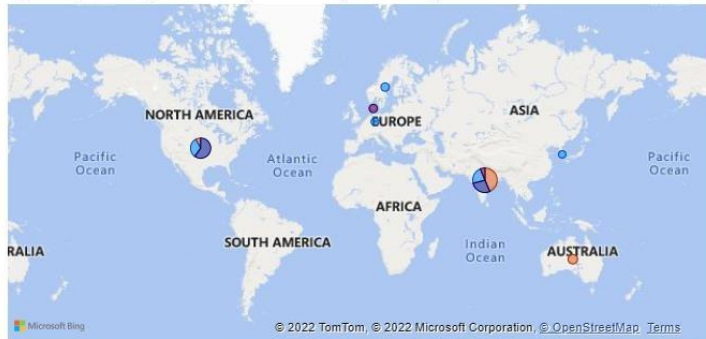 NORTH AMERICA
EUROPE
ASIA
Pacific
Ocean
Atlantic
Ocean
Pacific
Ocean
AFRICA
SOUTH AMERICA
Indian
Ocean
RALIA
AUSTRALIA
Microsoft Bing
© 2022 TomTom, © 2022 Microsoft Corporation, © OpenStreetMap Terms